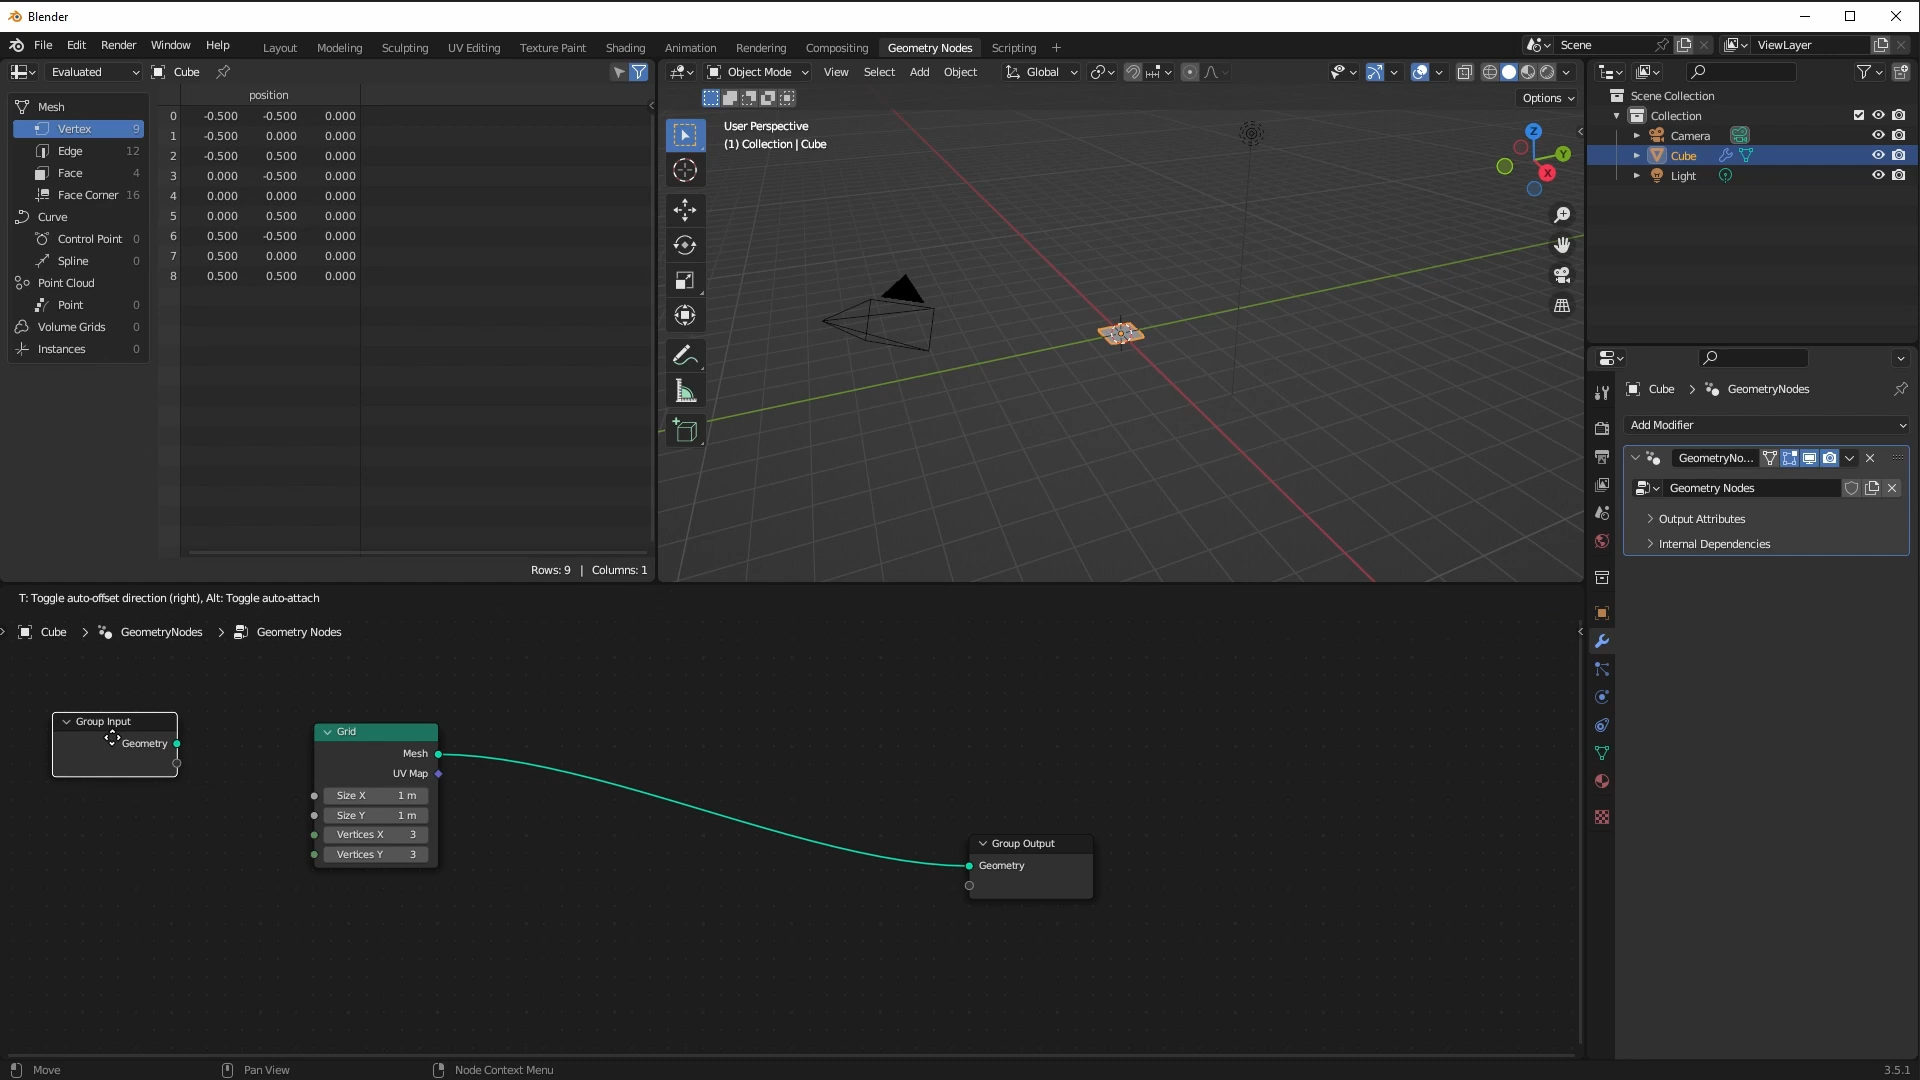 Blender
File Edit Render Window Help Layout Modeling Sculpting UV Editing Texture Paint Shading Animation Rendering Compositing Geometry Nodes Scripting + Scene ViewLayer
Evaluated Cube
Object Mode View Select Add Object Global
Options
position
Mesh
Vertex 9
Edge 12
Face 4
Face Corner 16
Curve
Control Point 0
Spline 0
Point Cloud
Point 0
Volume Grids 0
Instances 0
0 -0.500 -0.500 0.000
1 -0.500 0.000 0.000
2 -0.500 0.500 0.000
3 0.000 -0.500 0.000
4 0.000 0.000 0.000
5 0.000 0.500 0.000
6 0.500 -0.500 0.000
7 0.500 0.000 0.000
8 0.500 0.500 0.000
Rows: 9 | Columns: 1
User Perspective
(1) Collection | Cube
Z
Y
X
Scene Collection
Collection
Camera
Cube
Light
Cube GeometryNodes
Add Modifier
GeometryNo...
Geometry Nodes
Output Attributes
Internal Dependencies
T: Toggle auto-offset direction (right), Alt: Toggle auto-attach
Cube GeometryNodes Geometry Nodes
Group Input
Geometry
Grid
Mesh
UV Map
Size X 1 m
Size Y 1 m
Vertices X 3
Vertices Y 3
Group Output
Geometry
Move Pan View Node Context Menu 3.5.1